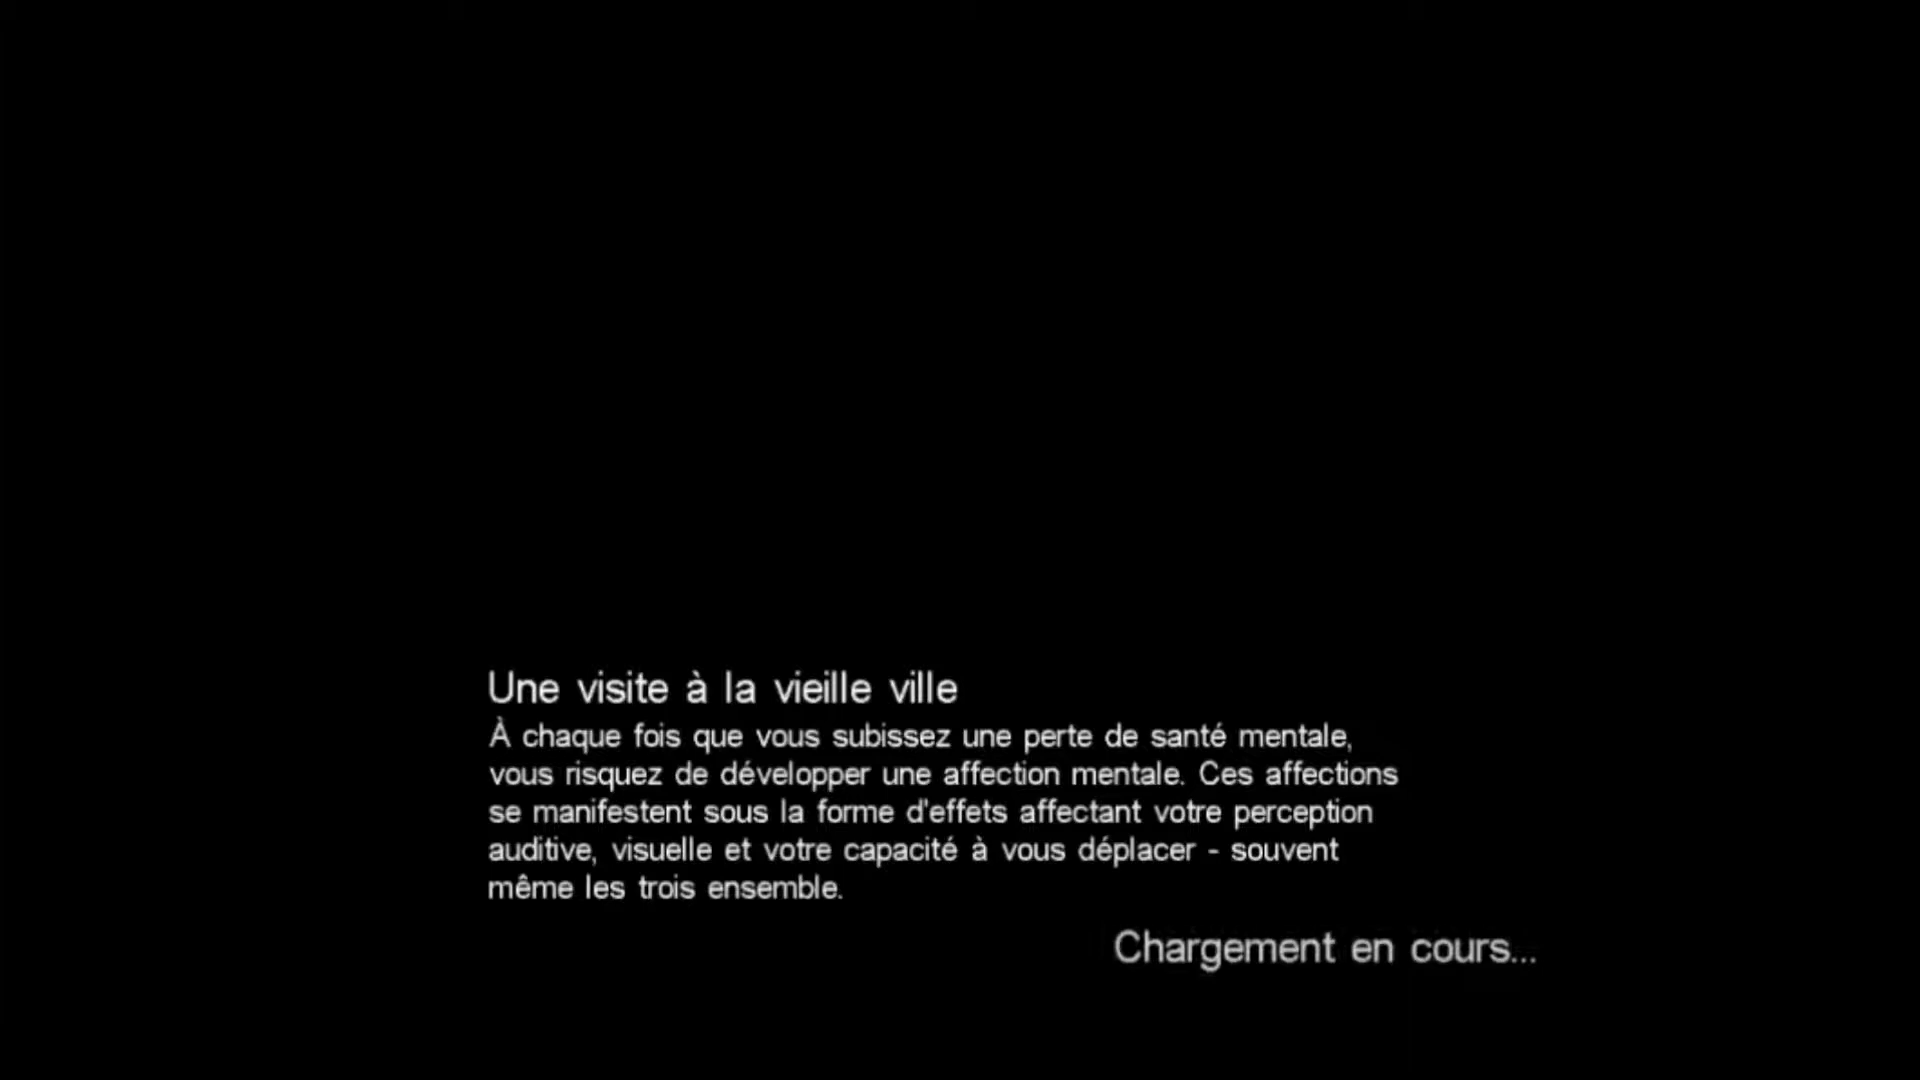 Une visite à la vieille ville
À chaque fois que vous subissez une perte de santé mentale,
vous risquez de développer une affection mentale. Ces affections
se manifestent sous la forme d'effets affectant votre perception
auditive, visuelle et votre capacité à vous déplacer - souvent
même les trois ensemble.
Chargement en cours...